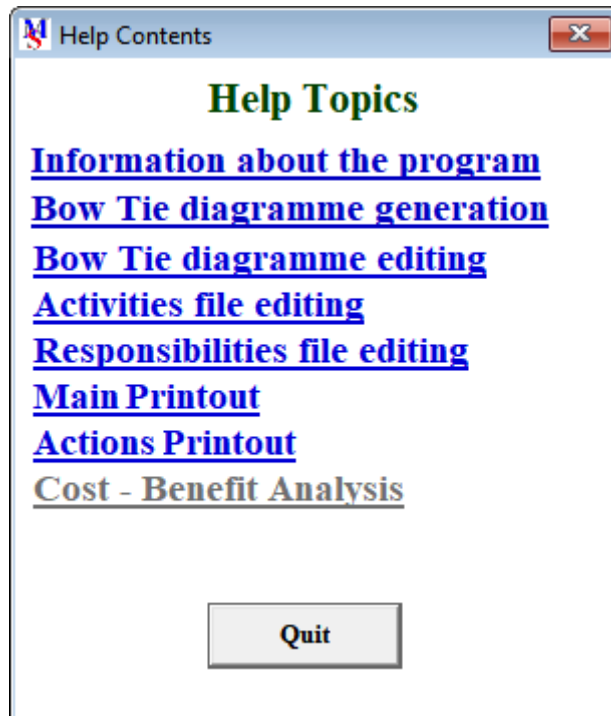 Help Contents
Help Topics
Information about the program
Bow Tie diagramme generation
Bow Tie diagramme editing
Activities file editing
Responsibilities file editing
Main Printout
Actions Printout
Cost - Benefit Analysis
Quit